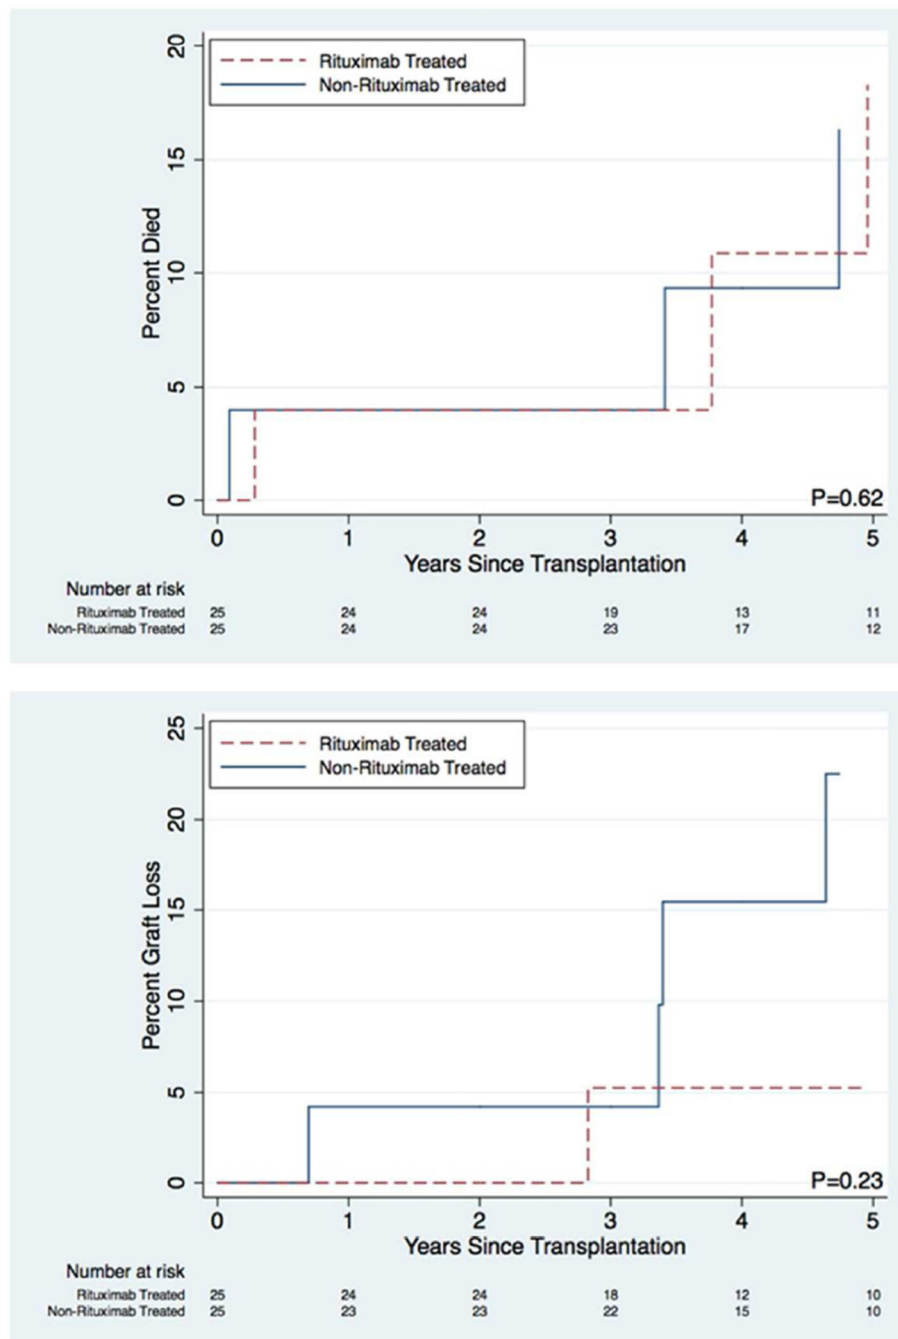 20
15
10
5
0
Percent Died
Rituximab Treated
Non-Rituximab Treated
P=0.62
0 1 2 3 4 5
Years Since Transplantation
Number at risk
Rituximab Treated 25 24 24 19 13 11
Non-Rituximab Treated 25 24 24 23 17 12
25
20
15
10
5
0
Percent Graft Loss
Rituximab Treated
Non-Rituximab Treated
P=0.23
0 1 2 3 4 5
Years Since Transplantation
Number at risk
Rituximab Treated 25 24 24 18 12 10
Non-Rituximab Treated 25 23 23 22 15 10